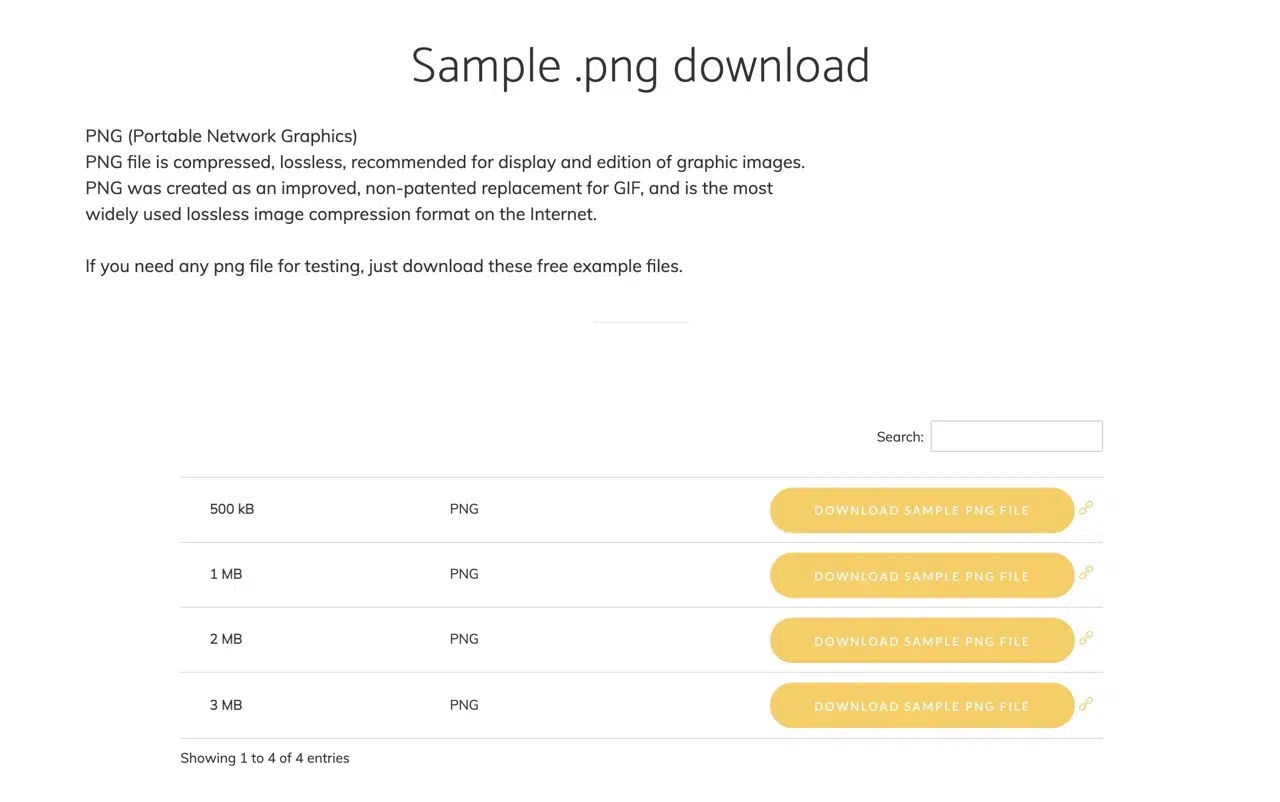 Sample .png download
PNG (Portable Network Graphics)
PNG file is compressed, lossless, recommended for display and edition of graphic images.
PNG was created as an improved, non-patented replacement for GIF, and is the most
widely used lossless image compression format on the Internet.
If you need any png file for testing, just download these free example files.
Search:
500 kB PNG DOWNLOAD SAMPLE PNG FILE
1 MB PNG DOWNLOAD SAMPLE PNG FILE
2 MB PNG DOWNLOAD SAMPLE PNG FILE
3 MB PNG DOWNLOAD SAMPLE PNG FILE
Showing 1 to 4 of 4 entries